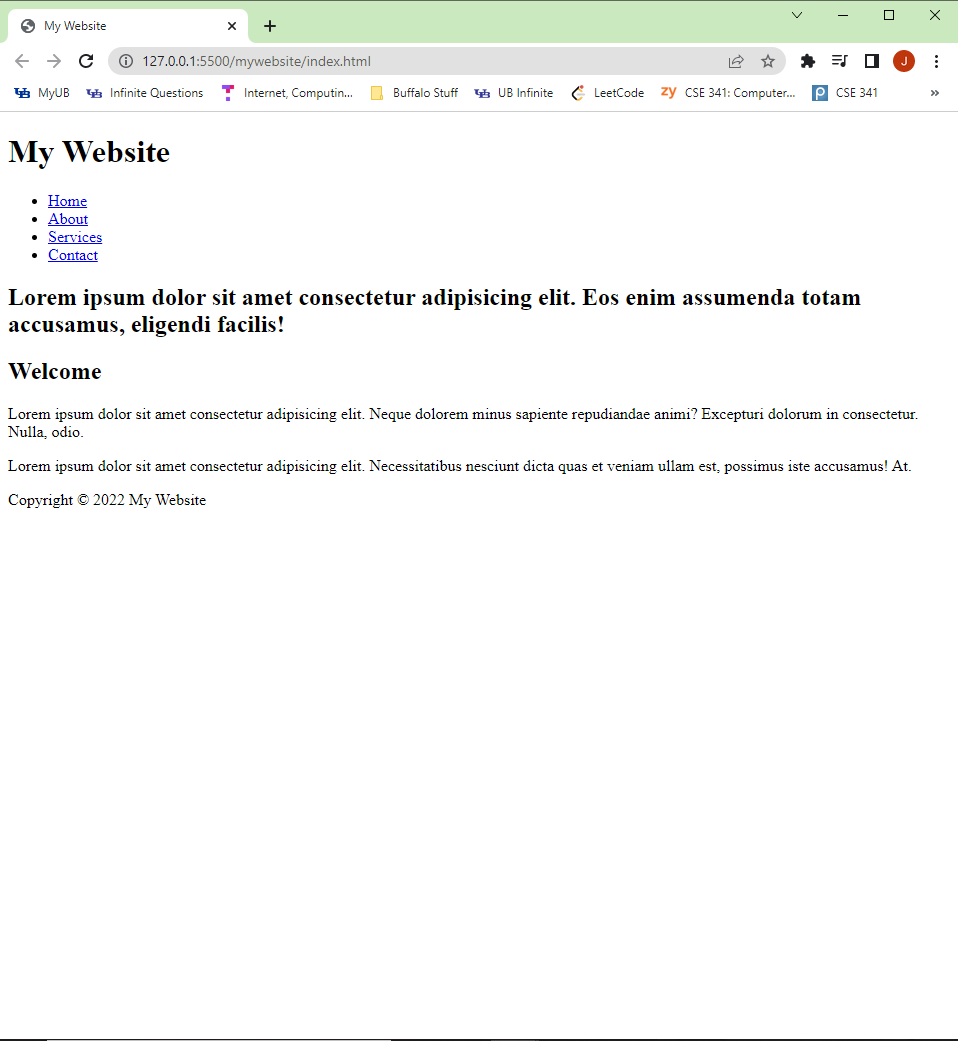 My Website
127.0.0.1:5500/mywebsite/index.html
J
MyUB Infinite Questions Internet, Computin... Buffalo Stuff UB Infinite LeetCode zy CSE 341: Computer... CSE 341 »
My Website
Home
About
Services
Contact
Lorem ipsum dolor sit amet consectetur adipisicing elit. Eos enim assumenda totam
accusamus, eligendi facilis!
Welcome
Lorem ipsum dolor sit amet consectetur adipisicing elit. Neque dolorem minus sapiente repudiandae animi? Excepturi dolorum in consectetur.
Nulla, odio.
Lorem ipsum dolor sit amet consectetur adipisicing elit. Necessitatibus nesciunt dicta quas et veniam ullam est, possimus iste accusamus! At.
Copyright © 2022 My Website